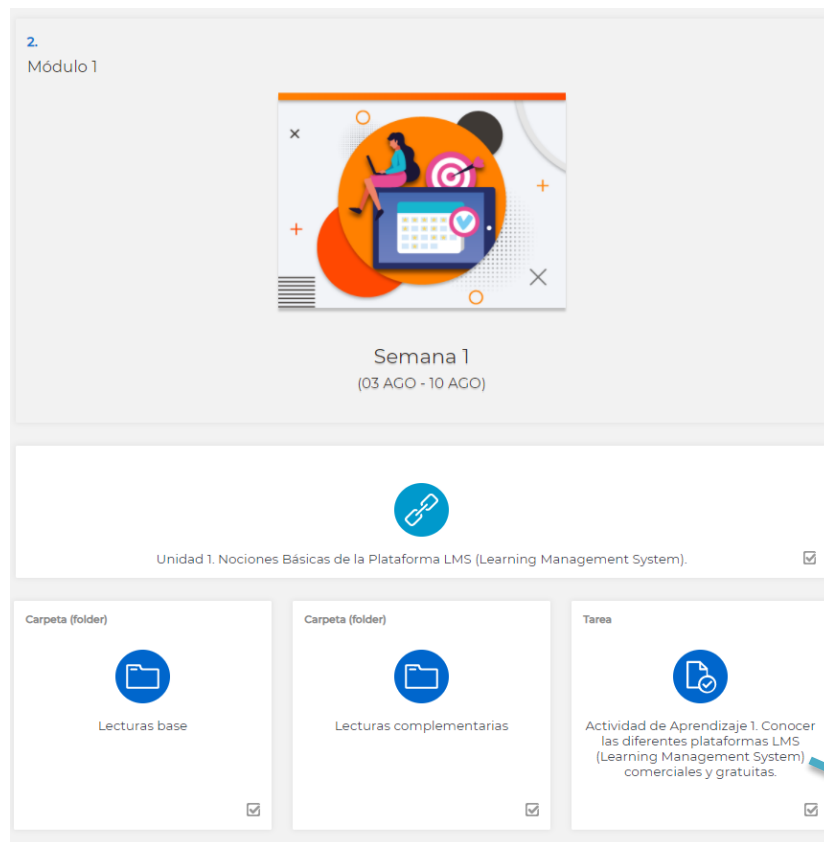 2.
Módulo 1
Semana 1
(03 AGO - 10 AGO)
Unidad 1. Nociones Básicas de la Plataforma LMS (Learning Management System).
Carpeta (folder)
Lecturas base
Carpeta (folder)
Lecturas complementarias
Tarea
Actividad de Aprendizaje 1. Conocer
las diferentes plataformas LMS
(Learning Management System)
comerciales y gratuitas.